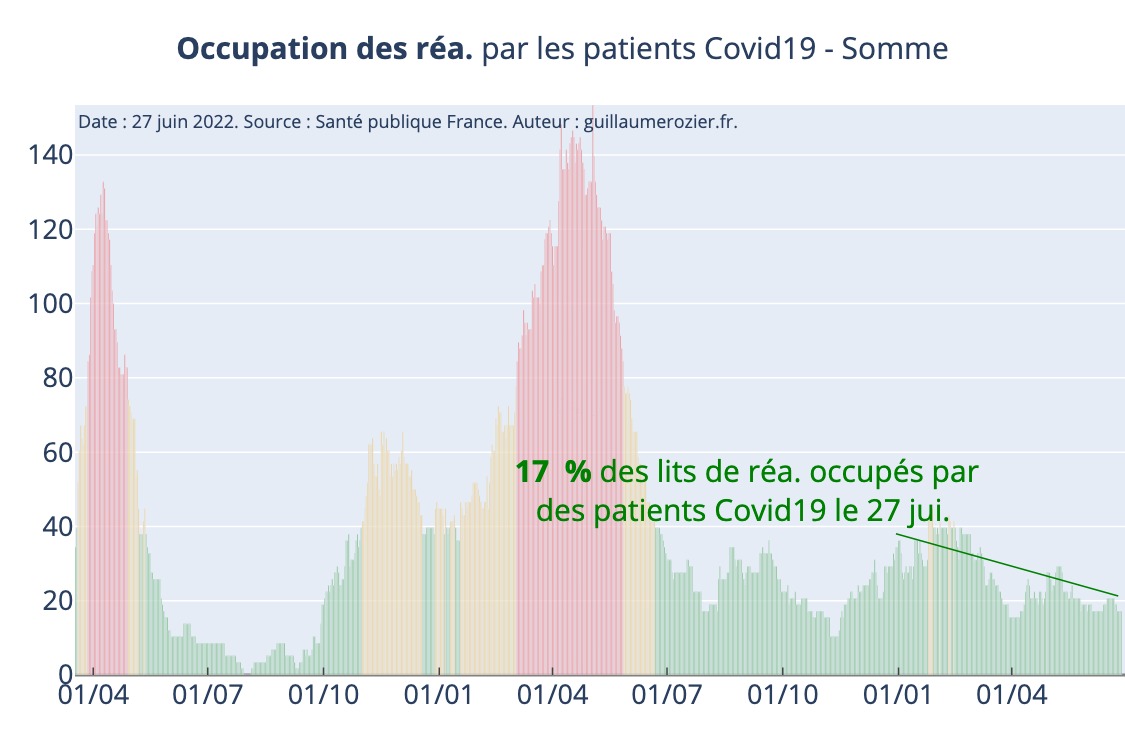 Occupation des réa. par les patients Covid19 - Somme
Date : 27 juin 2022. Source : Santé publique France. Auteur : guillaumerozier.fr.
140
120
100
80
60
40
20
0
17 % des lits de réa. occupés par
des patients Covid19 le 27 jui.
01/04 01/07 01/10 01/01 01/04 01/07 01/10 01/01 01/04